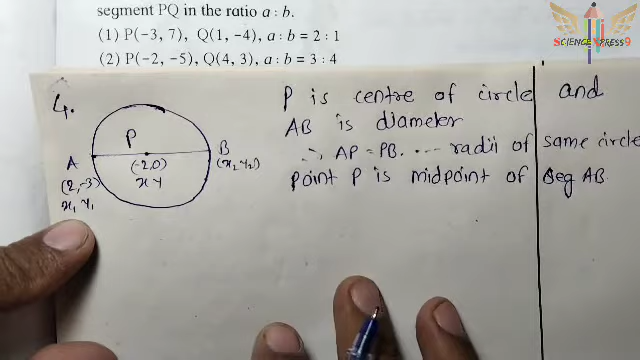 segment PQ in the ratio a : b.
(1) P(−3, 7), Q(1, −4), a : b = 2 : 1
(2) P(−2, −5), Q(4, 3), a : b = 3 : 4
SCIENCE XPRESS9
4.
P is centre of circle and
AB is diameter
∴ AP = PB. ---- radii of same circle
point P is midpoint of seg AB
P
A
B
(-2,0)
x y
(x₂ y₂)
(2,-3)
x₁ y₁